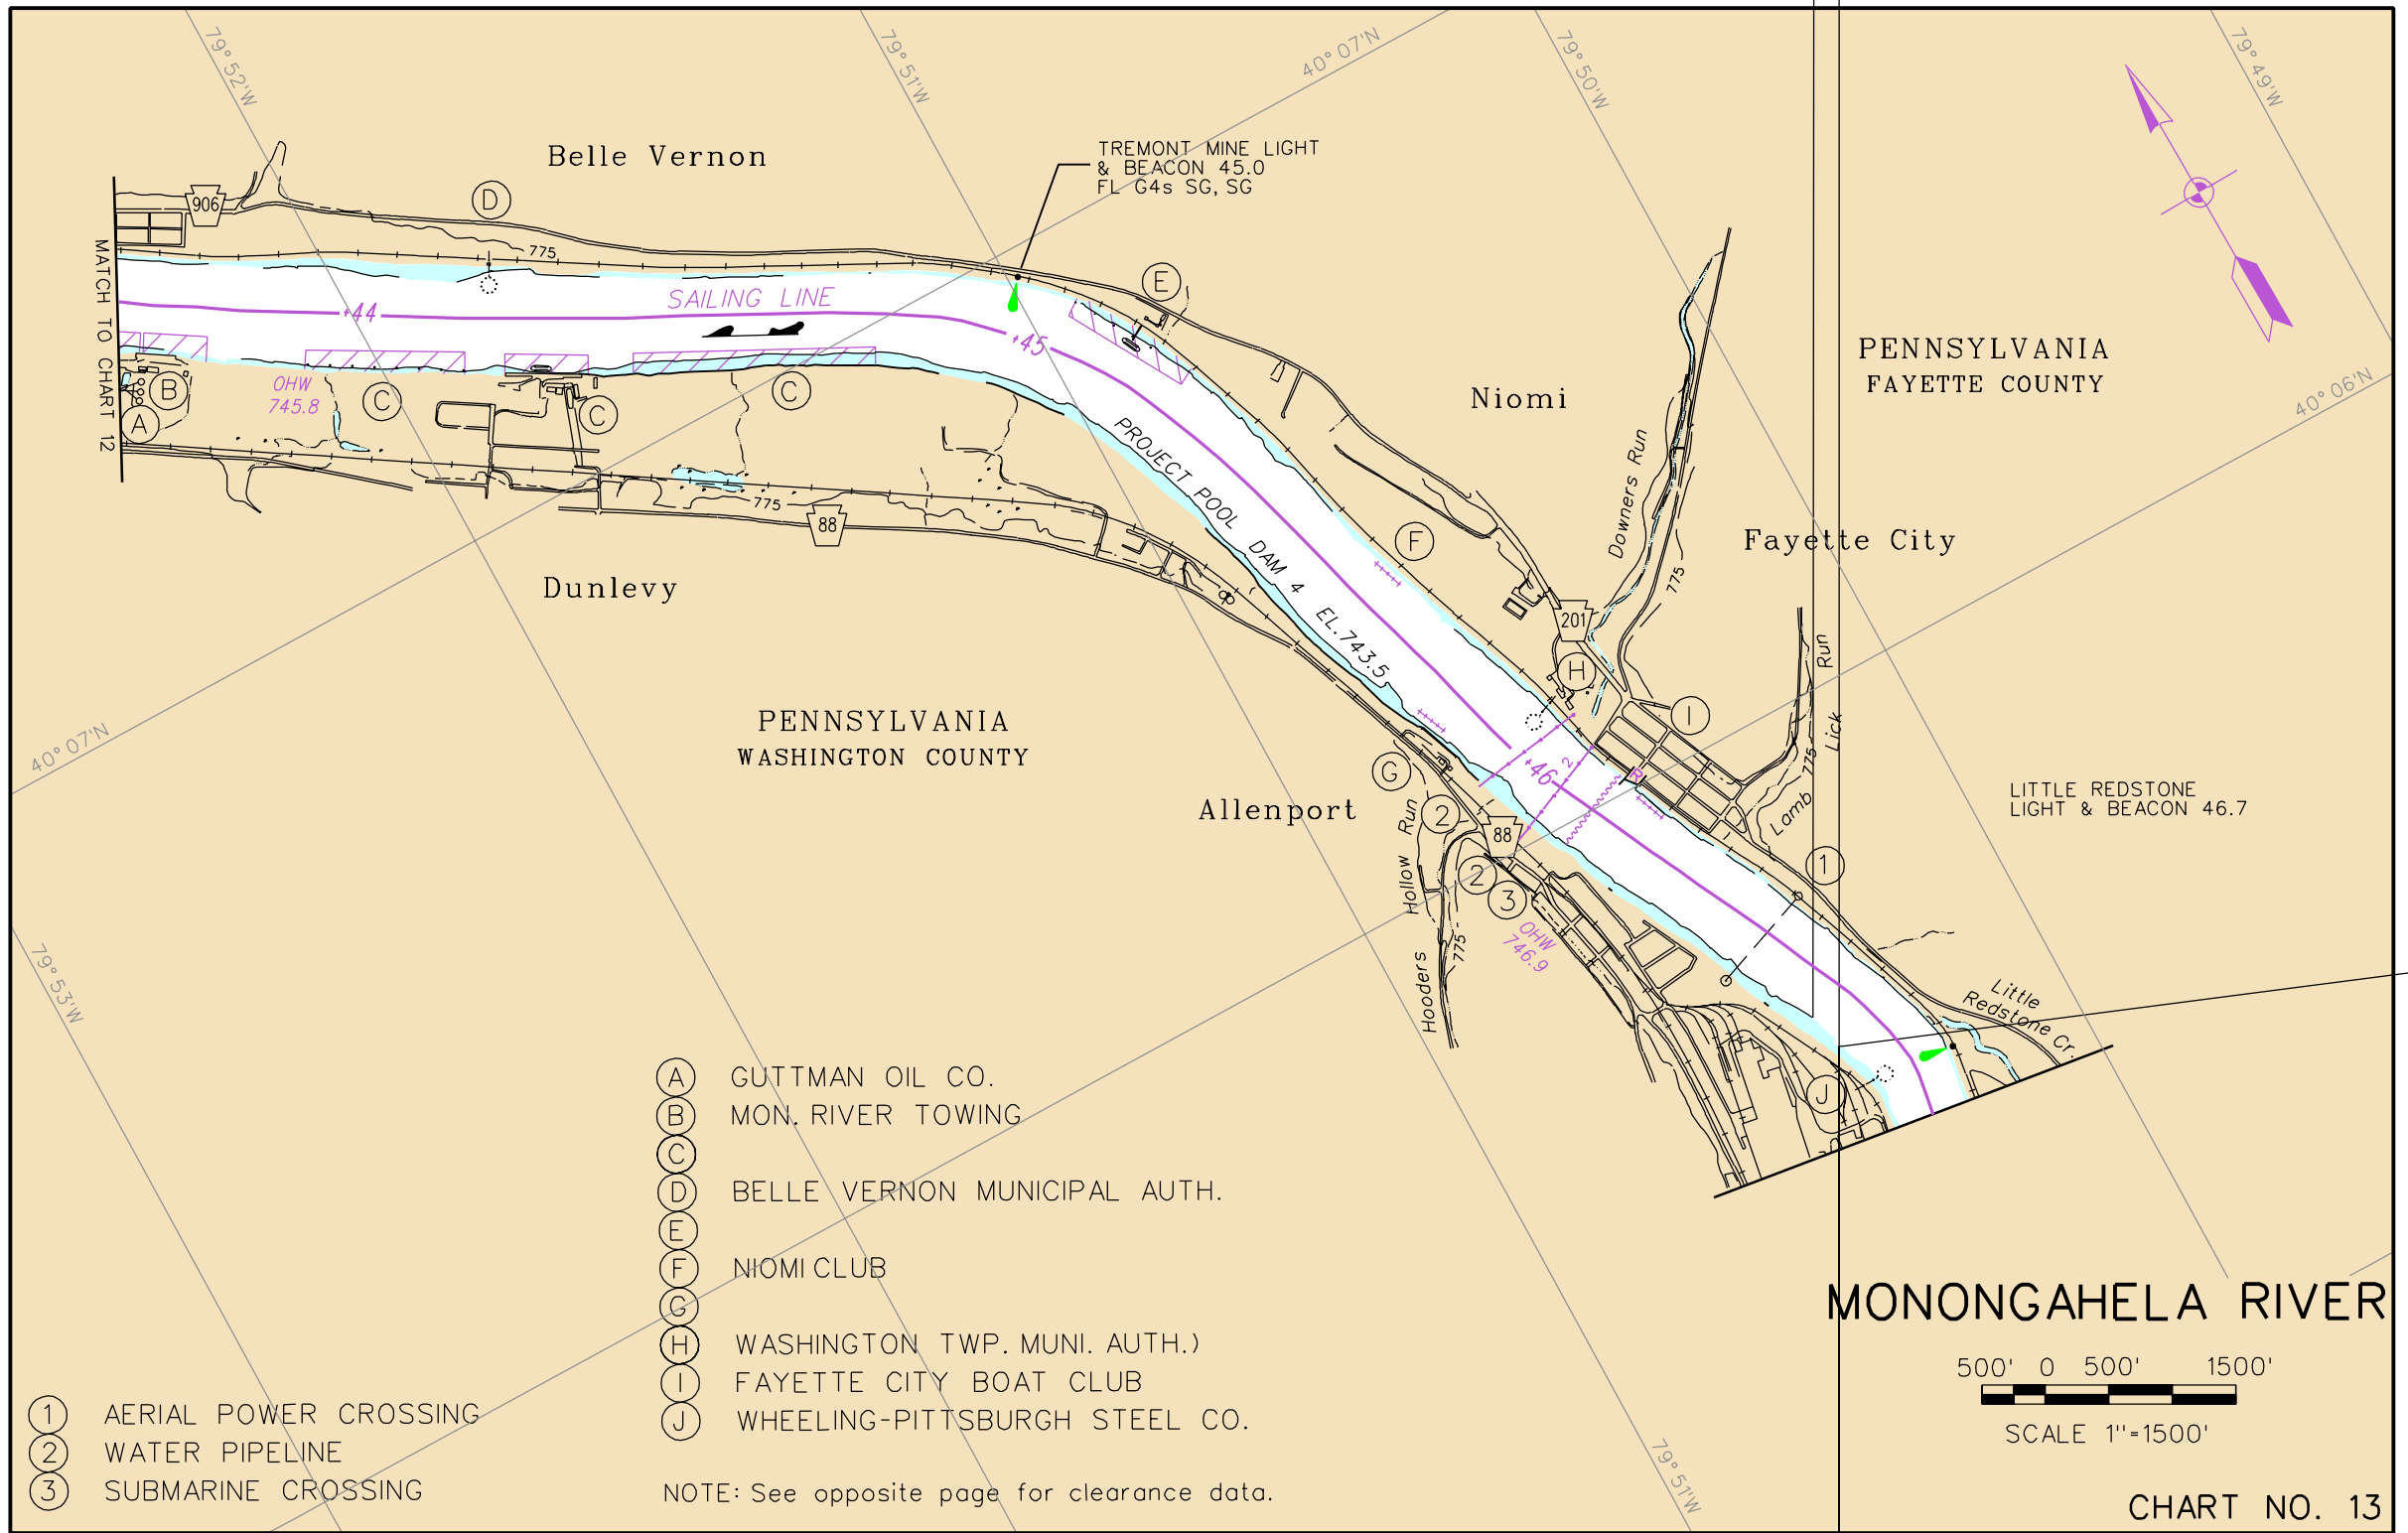 79° 52'W
79° 51'W
40° 07'N
79° 50'W
79° 49'W
Belle Vernon
TREMONT MINE LIGHT
& BEACON 45.0
FL G4s SG, SG
906
D
775
E
MATCH TO CHART 12
+44
SAILING LINE
+45
PENNSYLVANIA
FAYETTE COUNTY
40° 06'N
Niomi
OHW
745.8
A
B
C
C
C
PROJECT POOL DAM 4 EL. 743.5
Downers Run
775
88
F
Fayette City
Dunlevy
201
H
I
Lamb Lick Run
775
PENNSYLVANIA
WASHINGTON COUNTY
40° 07'N
G
+46
2
R
Allenport
2
88
2
3
1
LITTLE REDSTONE
LIGHT & BEACON 46.7
Hooders Hollow Run
775
OHW
746.9
79° 53'W
Little
Redstone Cr.
J
A GUTTMAN OIL CO.
B MON. RIVER TOWING
C
D BELLE VERNON MUNICIPAL AUTH.
E
F NIOMI CLUB
G
H WASHINGTON TWP. MUNI. AUTH.)
I FAYETTE CITY BOAT CLUB
J WHEELING-PITTSBURGH STEEL CO.
1 AERIAL POWER CROSSING
2 WATER PIPELINE
3 SUBMARINE CROSSING
NOTE: See opposite page for clearance data.
79° 51'W
MONONGAHELA RIVER
500' 0 500' 1500'
SCALE 1"=1500'
CHART NO. 13